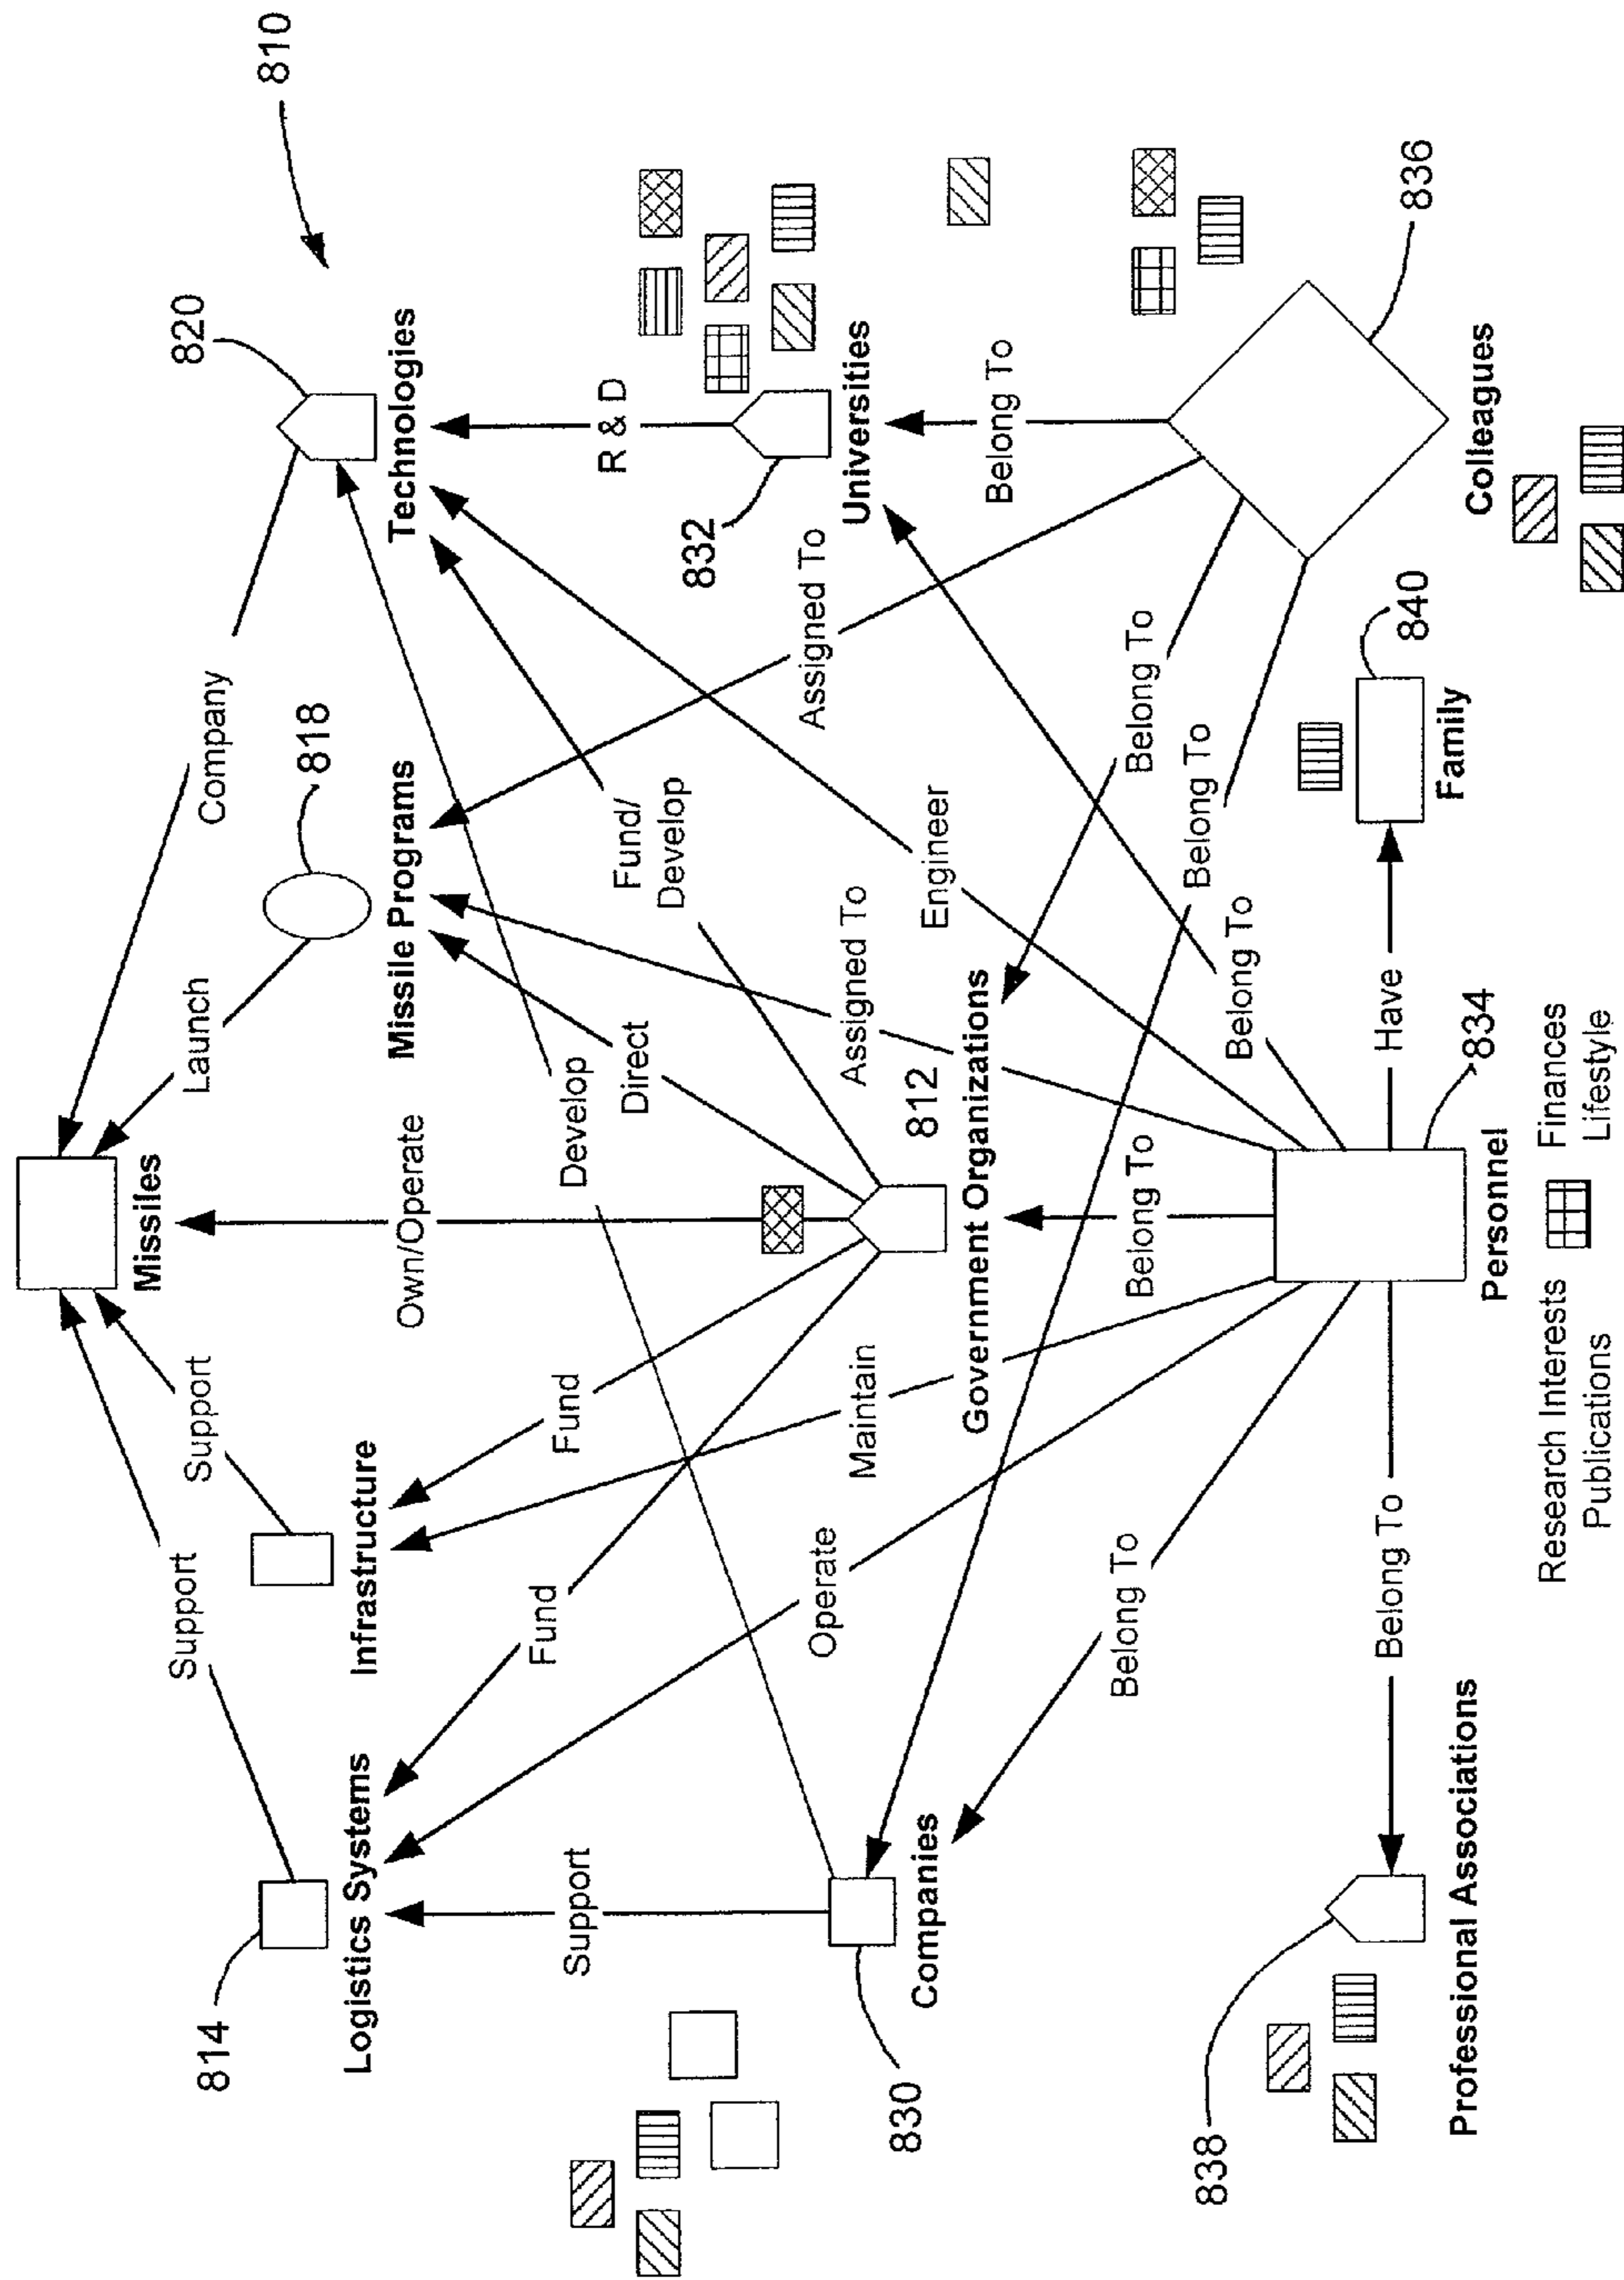 810
Missiles
Support
Support
Launch
Company
814
818
820
Logistics Systems
Infrastructure
Missile Programs
Technologies
Support
Fund
Fund
Own/Operate
Develop
Direct
Fund/
Develop
R & D
832
Operate
Maintain
Assigned To
Assigned To
Universities
830
Companies
812
Government Organizations
Engineer
Belong To
Belong To
Belong To
Belong To
Belong To
Belong To
Belong To
836
838
Professional Associations
Belong To
Have
834
Personnel
840
Family
Colleagues
Research Interests
Publications
Finances
Lifestyle